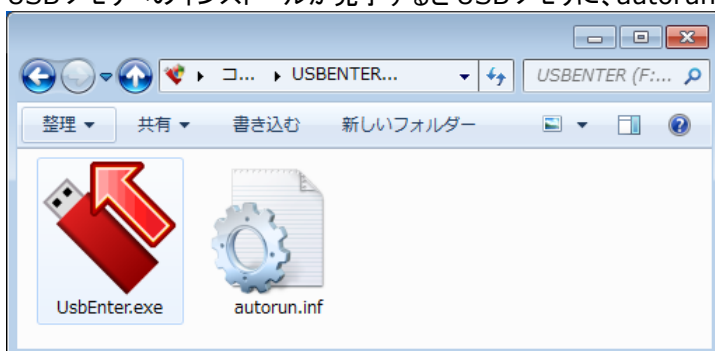 USBメモリへのインストールが完了するとUSBメモリに、autorun
コ... ▸ USBENTER...
USBENTER (F:...
整理 ▼ 共有 ▼ 書き込む 新しいフォルダー
UsbEnter.exe autorun.inf